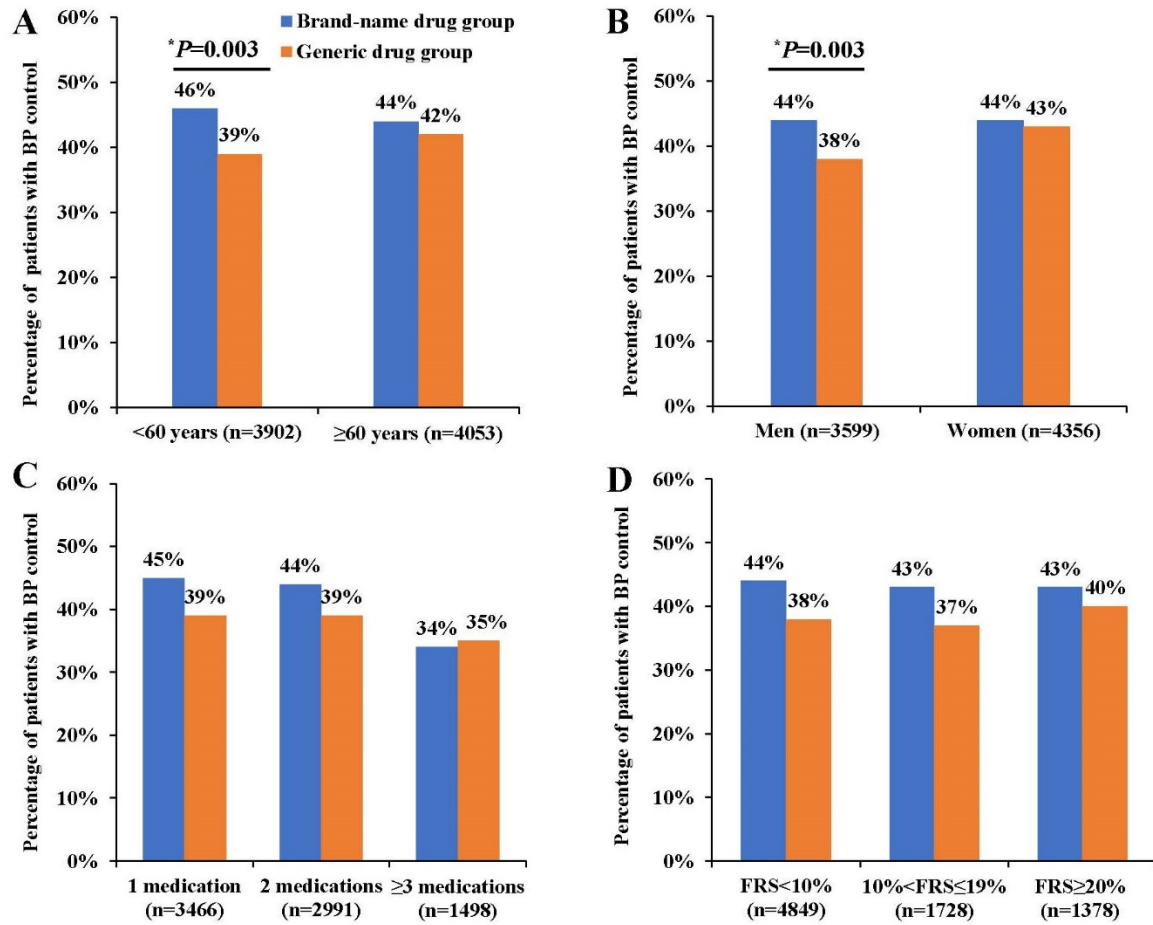 A
Percentage of patients with BP control
60%
50%
40%
30%
20%
10%
0%
Brand-name drug group
Generic drug group
*P=0.003
46%
39%
44%
42%
<60 years (n=3902)
≥60 years (n=4053)
B
Percentage of patients with BP control
60%
50%
40%
30%
20%
10%
0%
*P=0.003
44%
38%
44%
43%
Men (n=3599)
Women (n=4356)
C
Percentage of patients with BP control
60%
50%
40%
30%
20%
10%
0%
45%
39%
44%
39%
34%
35%
1 medication
(n=3466)
2 medications
(n=2991)
≥3 medications
(n=1498)
D
Percentage of patients with BP control
60%
50%
40%
30%
20%
10%
0%
44%
38%
43%
37%
43%
40%
FRS<10%
(n=4849)
10%<FRS≤19%
(n=1728)
FRS≥20%
(n=1378)